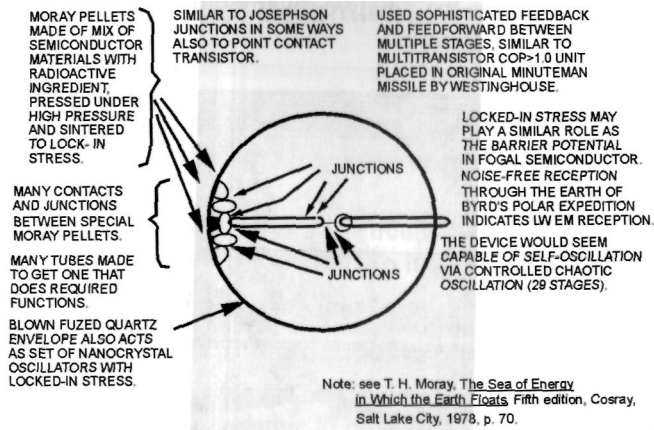 MORAY PELLETS
MADE OF MIX OF
SEMICONDUCTOR
MATERIALS WITH
RADIOACTIVE
INGREDIENT,
PRESSED UNDER
HIGH PRESSURE
AND SINTERED
TO LOCK- IN
STRESS.
SIMILAR TO JOSEPHSON
JUNCTIONS IN SOME WAYS
ALSO TO POINT CONTACT
TRANSISTOR.
USED SOPHISTICATED FEEDBACK
AND FEEDFORWARD BETWEEN
MULTIPLE STAGES, SIMILAR TO
MULTITRANSISTOR COP>1.0 UNIT
PLACED IN ORIGINAL MINUTEMAN
MISSILE BY WESTINGHOUSE.
LOCKED-IN STRESS MAY
PLAY A SIMILAR ROLE AS
THE BARRIER POTENTIAL
IN FOGAL SEMICONDUCTOR.
NOISE-FREE RECEPTION
THROUGH THE EARTH OF
BYRD'S POLAR EXPEDITION
INDICATES LW EM RECEPTION.
THE DEVICE WOULD SEEM
CAPABLE OF SELF-OSCILLATION
VIA CONTROLLED CHAOTIC
OSCILLATION (29 STAGES).
JUNCTIONS
JUNCTIONS
MANY CONTACTS
AND JUNCTIONS
BETWEEN SPECIAL
MORAY PELLETS.
MANY TUBES MADE
TO GET ONE THAT
DOES REQUIRED
FUNCTIONS.
BLOWN FUZED QUARTZ
ENVELOPE ALSO ACTS
AS SET OF NANOCRYSTAL
OSCILLATORS WITH
LOCKED-IN STRESS.
Note: see T. H. Moray, The Sea of Energy
in Which the Earth Floats, Fifth edition, Cosray,
Salt Lake City, 1978, p. 70.